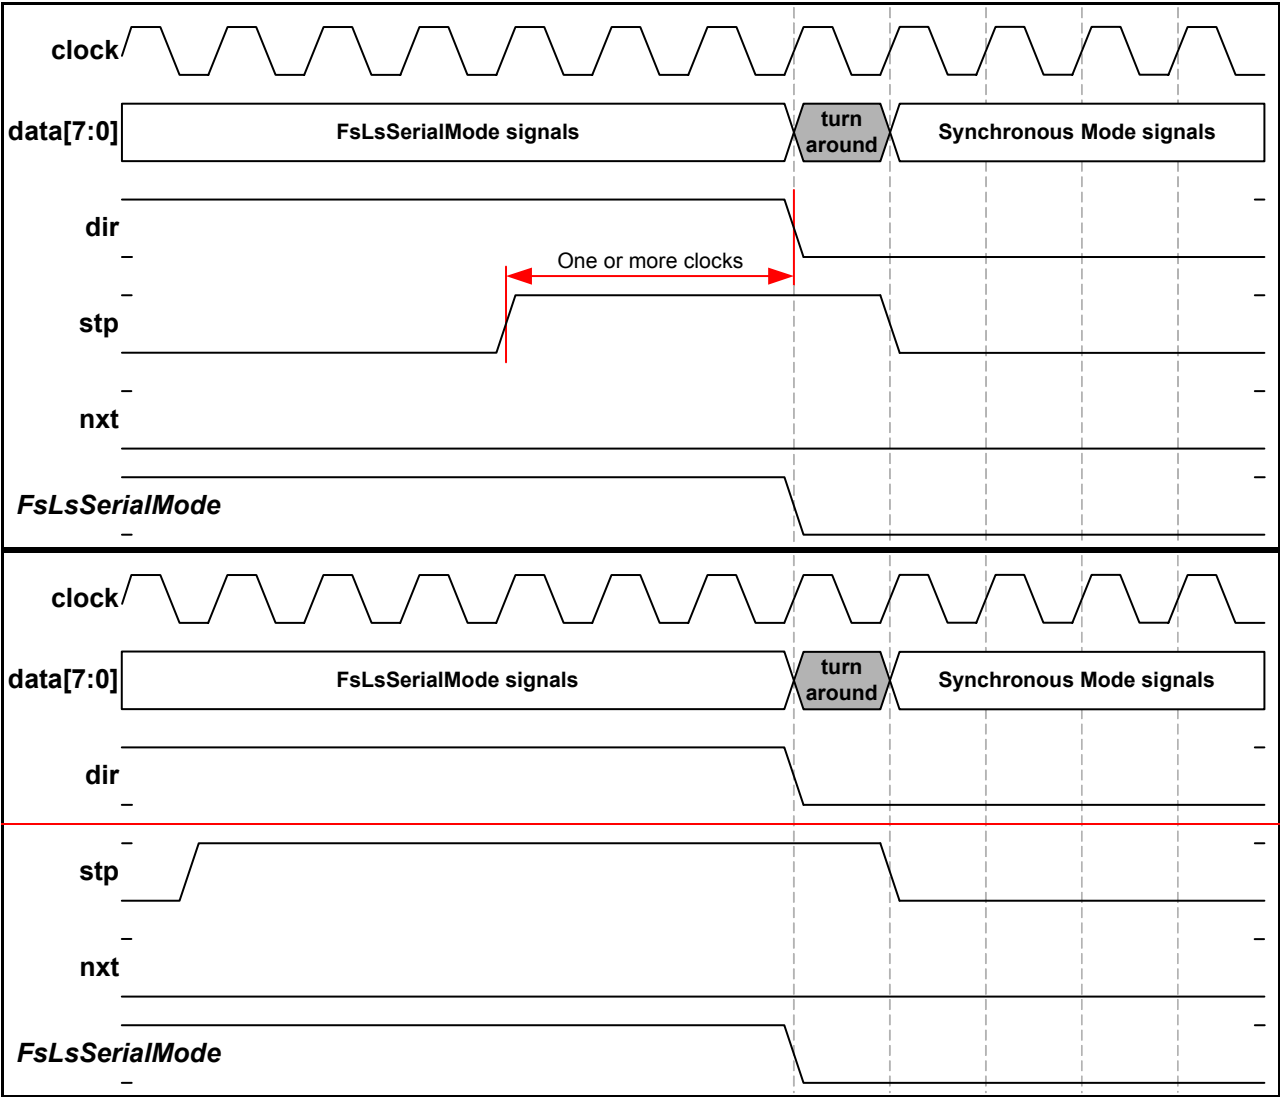 clock
data[7:0] FsLsSerialMode signals turn around Synchronous Mode signals
dir
One or more clocks
stp
nxt
FsLsSerialMode
clock
data[7:0] FsLsSerialMode signals turn around Synchronous Mode signals
dir
stp
nxt
FsLsSerialMode